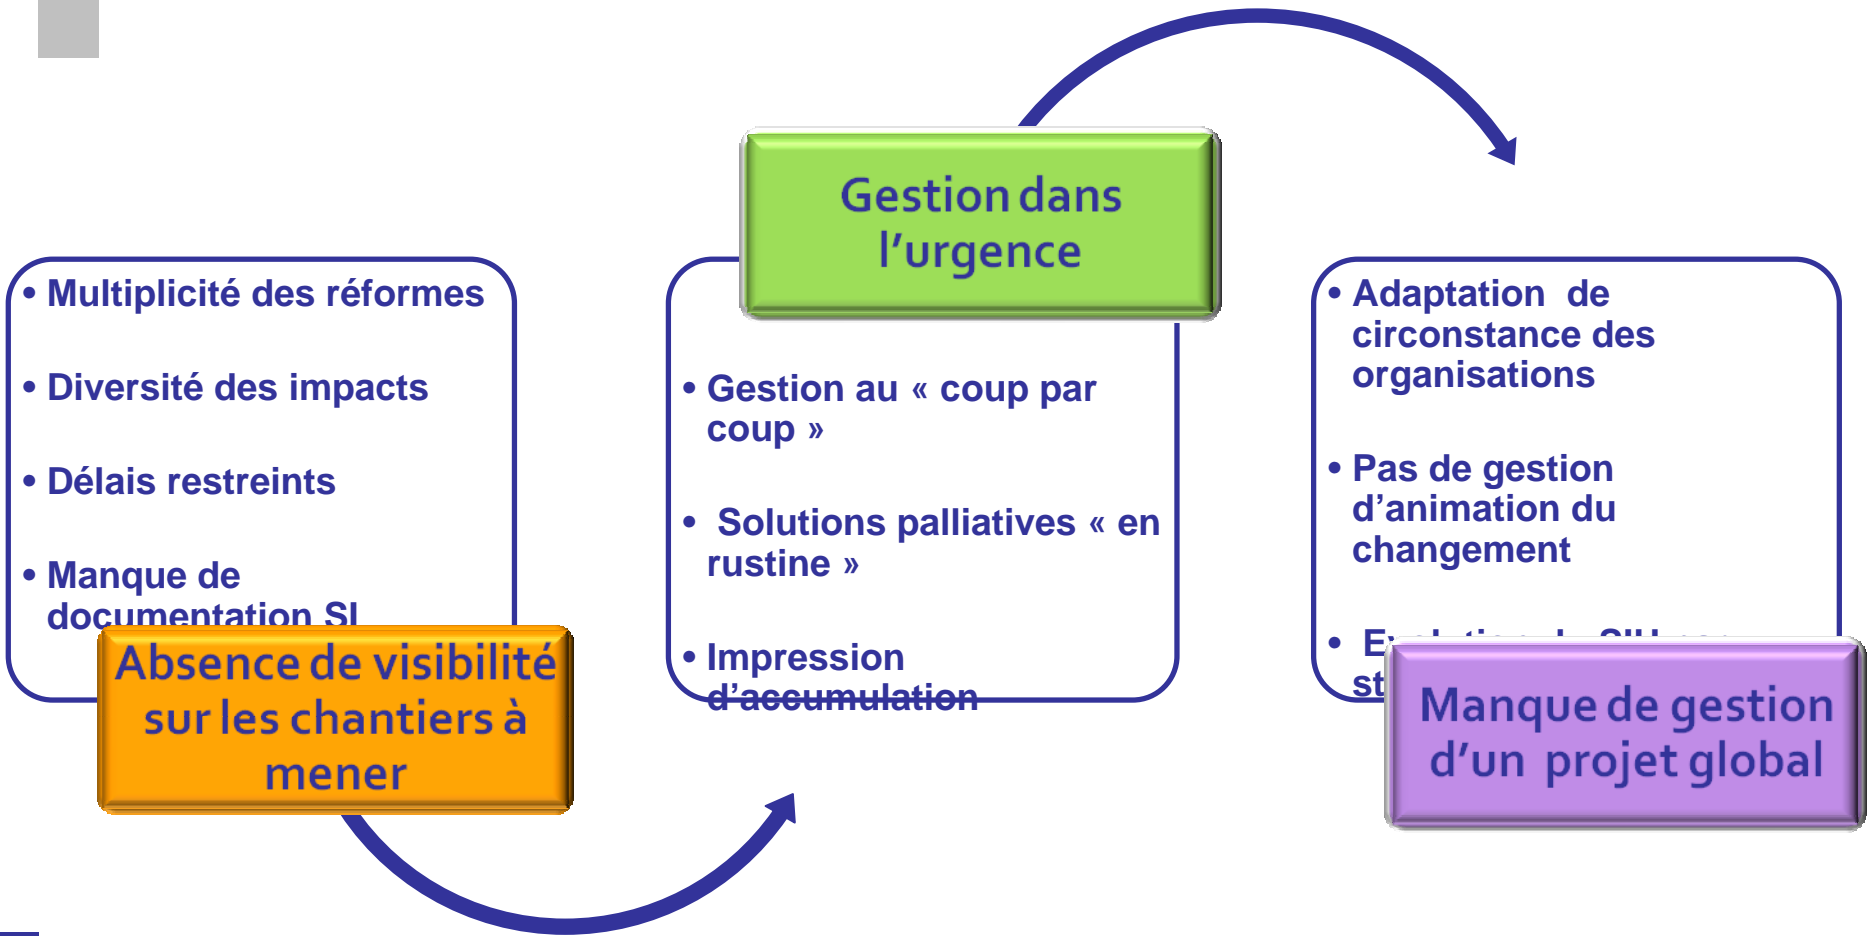 • Multiplicité des réformes
• Diversité des impacts
• Délais restreints
• Manque de
documentation SI
Absence de visibilité
sur les chantiers à
mener
Gestion dans
l’urgence
• Gestion au « coup par
coup »
• Solutions palliatives « en
rustine »
• Impression
d’accumulation
• Adaptation de
circonstance des
organisations
• Pas de gestion
d’animation du
changement
•
Manque de gestion
d’un projet global